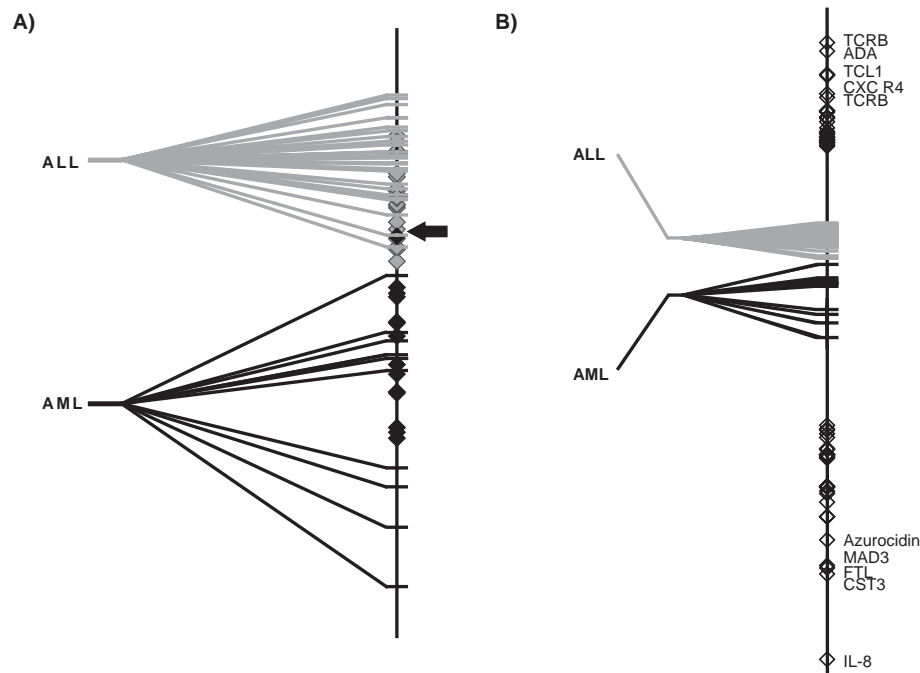 A)
ALL
AML
B)
ALL
AML
TCRB
ADA
TCL1
CXC R4
TCRB
Azurocidin
MAD3
FTL
CST3
IL-8